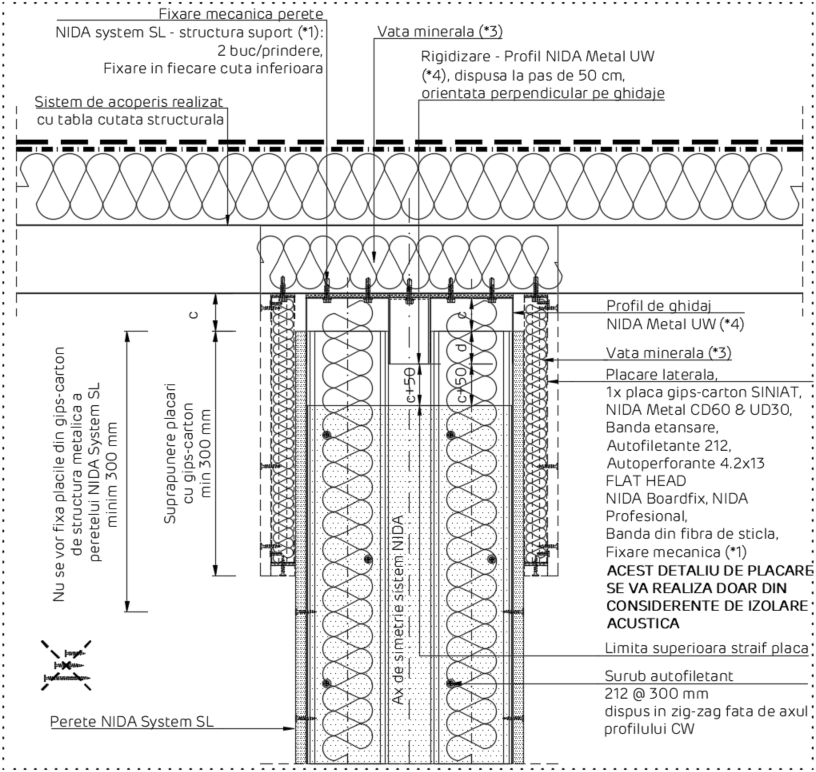 Fixare mecanica perete
NIDA system SL - structura suport (*1):
2 buc/prindere,
Fixare in fiecare cuta inferioara
Vata minerala (*3)
Rigidizare - Profil NIDA Metal UW
(*4), dispusa la pas de 50 cm,
orientata perpendicular pe ghidaje
Sistem de acoperis realizat
cu tabla cutata structurala
c
c
d
c+50
c+50
Nu se vor fixa placile din gips-carton
de structura metalica a
peretelui NIDA System SL
minim 300 mm
Suprapunere placari
cu gips-carton
min 300 mm
Ax de simetrie sistem NIDA
Profil de ghidaj
NIDA Metal UW (*4)
Vata minerala (*3)
Placare laterala,
1x placa gips-carton SINIAT,
NIDA Metal CD60 & UD30,
Banda etansare,
Autofiletante 212,
Autoperforante 4.2x13
FLAT HEAD
NIDA Boardfix, NIDA
Profesional,
Banda din fibra de sticla,
Fixare mecanica (*1)
ACEST DETALIU DE PLACARE
SE VA REALIZA DOAR DIN
CONSIDERENTE DE IZOLARE
ACUSTICA
Limita superioara straif placa
Surub autofiletant
212 @ 300 mm
dispus in zig-zag fata de axul
profilului CW
Perete NIDA System SL